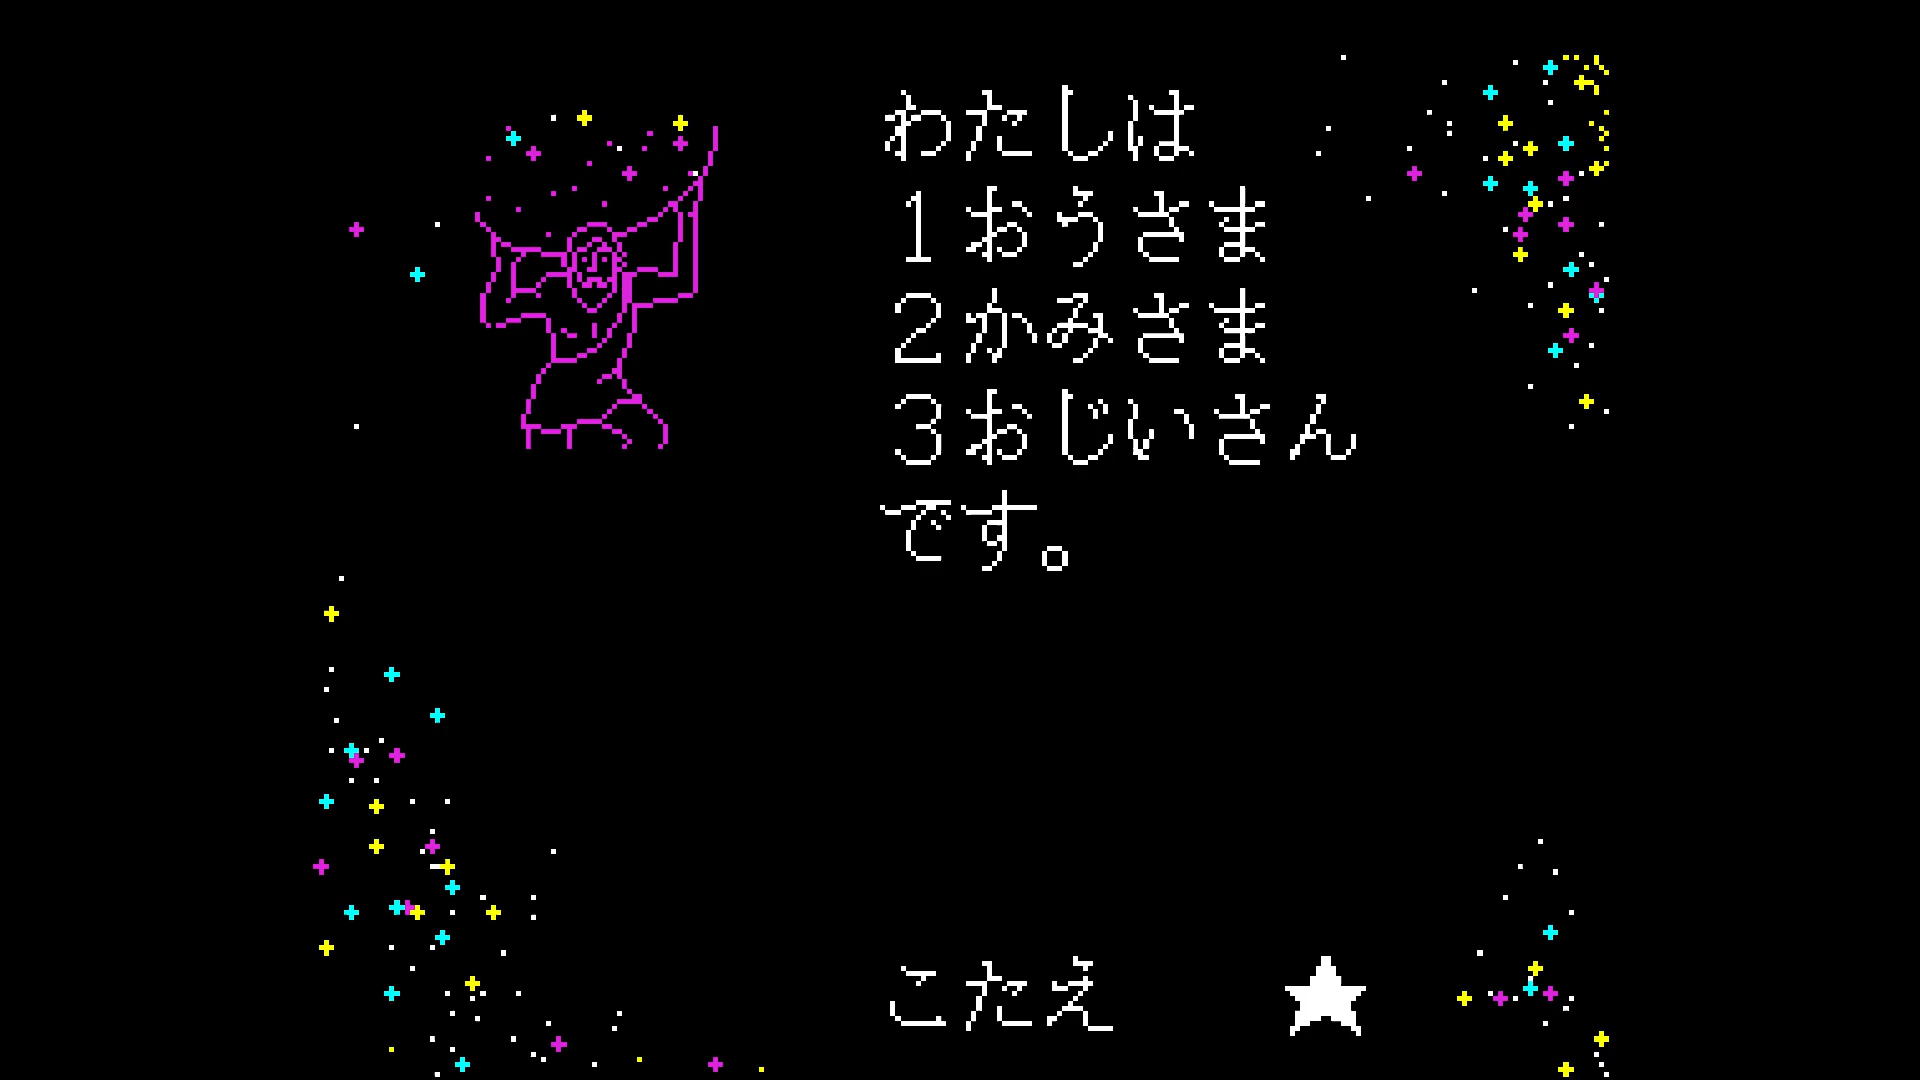 わたしは
1おうさま
2かみさま
3おじいさん
です。
こたえ ★